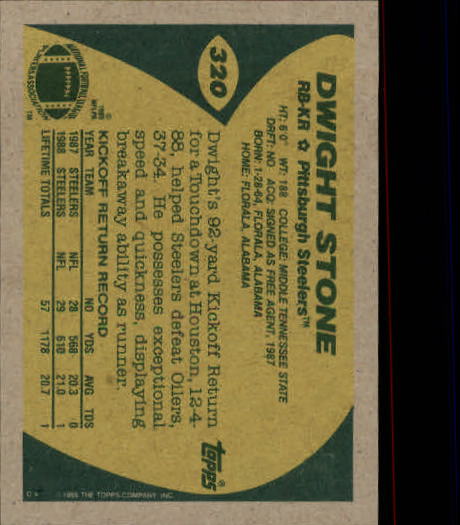 320
DWIGHT STONE
RB-KR ☆ Pittsburgh Steelers™
HT: 6'0" WT: 188 COLLEGE: MIDDLE TENNESSEE STATE
DRFT: NO ACQ: SIGNED AS FREE AGENT, 1987
BORN: 1-28-64, FLORALA, ALABAMA
HOME: FLORALA, ALABAMA
Dwight's 92-yard Kickoff Return
for a Touchdown at Houston, 12-4-
88, helped Steelers defeat Oilers,
37-34. He possesses exceptional
speed and quickness, displaying
breakaway ability as runner.
topps
KICKOFF RETURN RECORD
YEAR TEAM NO YDS AVG TDS
1987 STEELERS NFL 28 568 20.3 0
1988 STEELERS NFL 29 610 21.0 1
LIFETIME TOTALS 57 1178 20.7 1
© 1989 THE TOPPS COMPANY, INC.